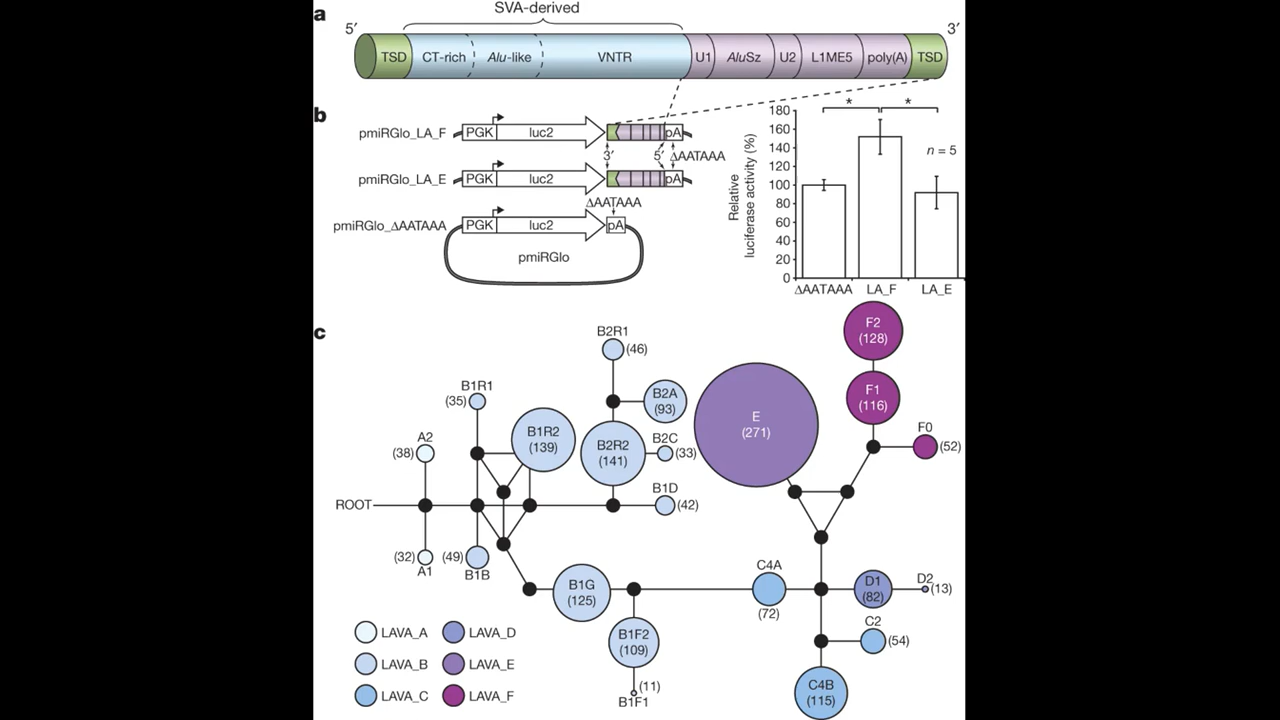 a
SVA-derived
5′
3′
TSD
CT-rich
Alu-like
VNTR
U1
AluSz
U2
L1ME5
poly(A)
TSD
b
pmiRGlo_LA_F
PGK
luc2
pA
3′
5′
ΔAATAAA
pmiRGlo_LA_E
PGK
luc2
pA
ΔAATAAA
pmiRGlo_ΔAATAAA
PGK
luc2
pA
pmiRGlo
Relative
luciferase activity (%)
180
160
140
120
100
80
60
40
20
0
*
*
n = 5
ΔAATAAA
LA_F
LA_E
c
ROOT
A2
(38)
(32)
A1
B1R1
(35)
(49)
B1B
B1R2
(139)
B2R1
(46)
B2A
(93)
B2R2
(141)
B2C
(33)
B1D
(42)
E
(271)
F2
(128)
F1
(116)
F0
(52)
B1G
(125)
B1F2
(109)
(11)
B1F1
C4A
(72)
D1
(82)
D2
(13)
C2
(54)
C4B
(115)
LAVA_A
LAVA_B
LAVA_C
LAVA_D
LAVA_E
LAVA_F